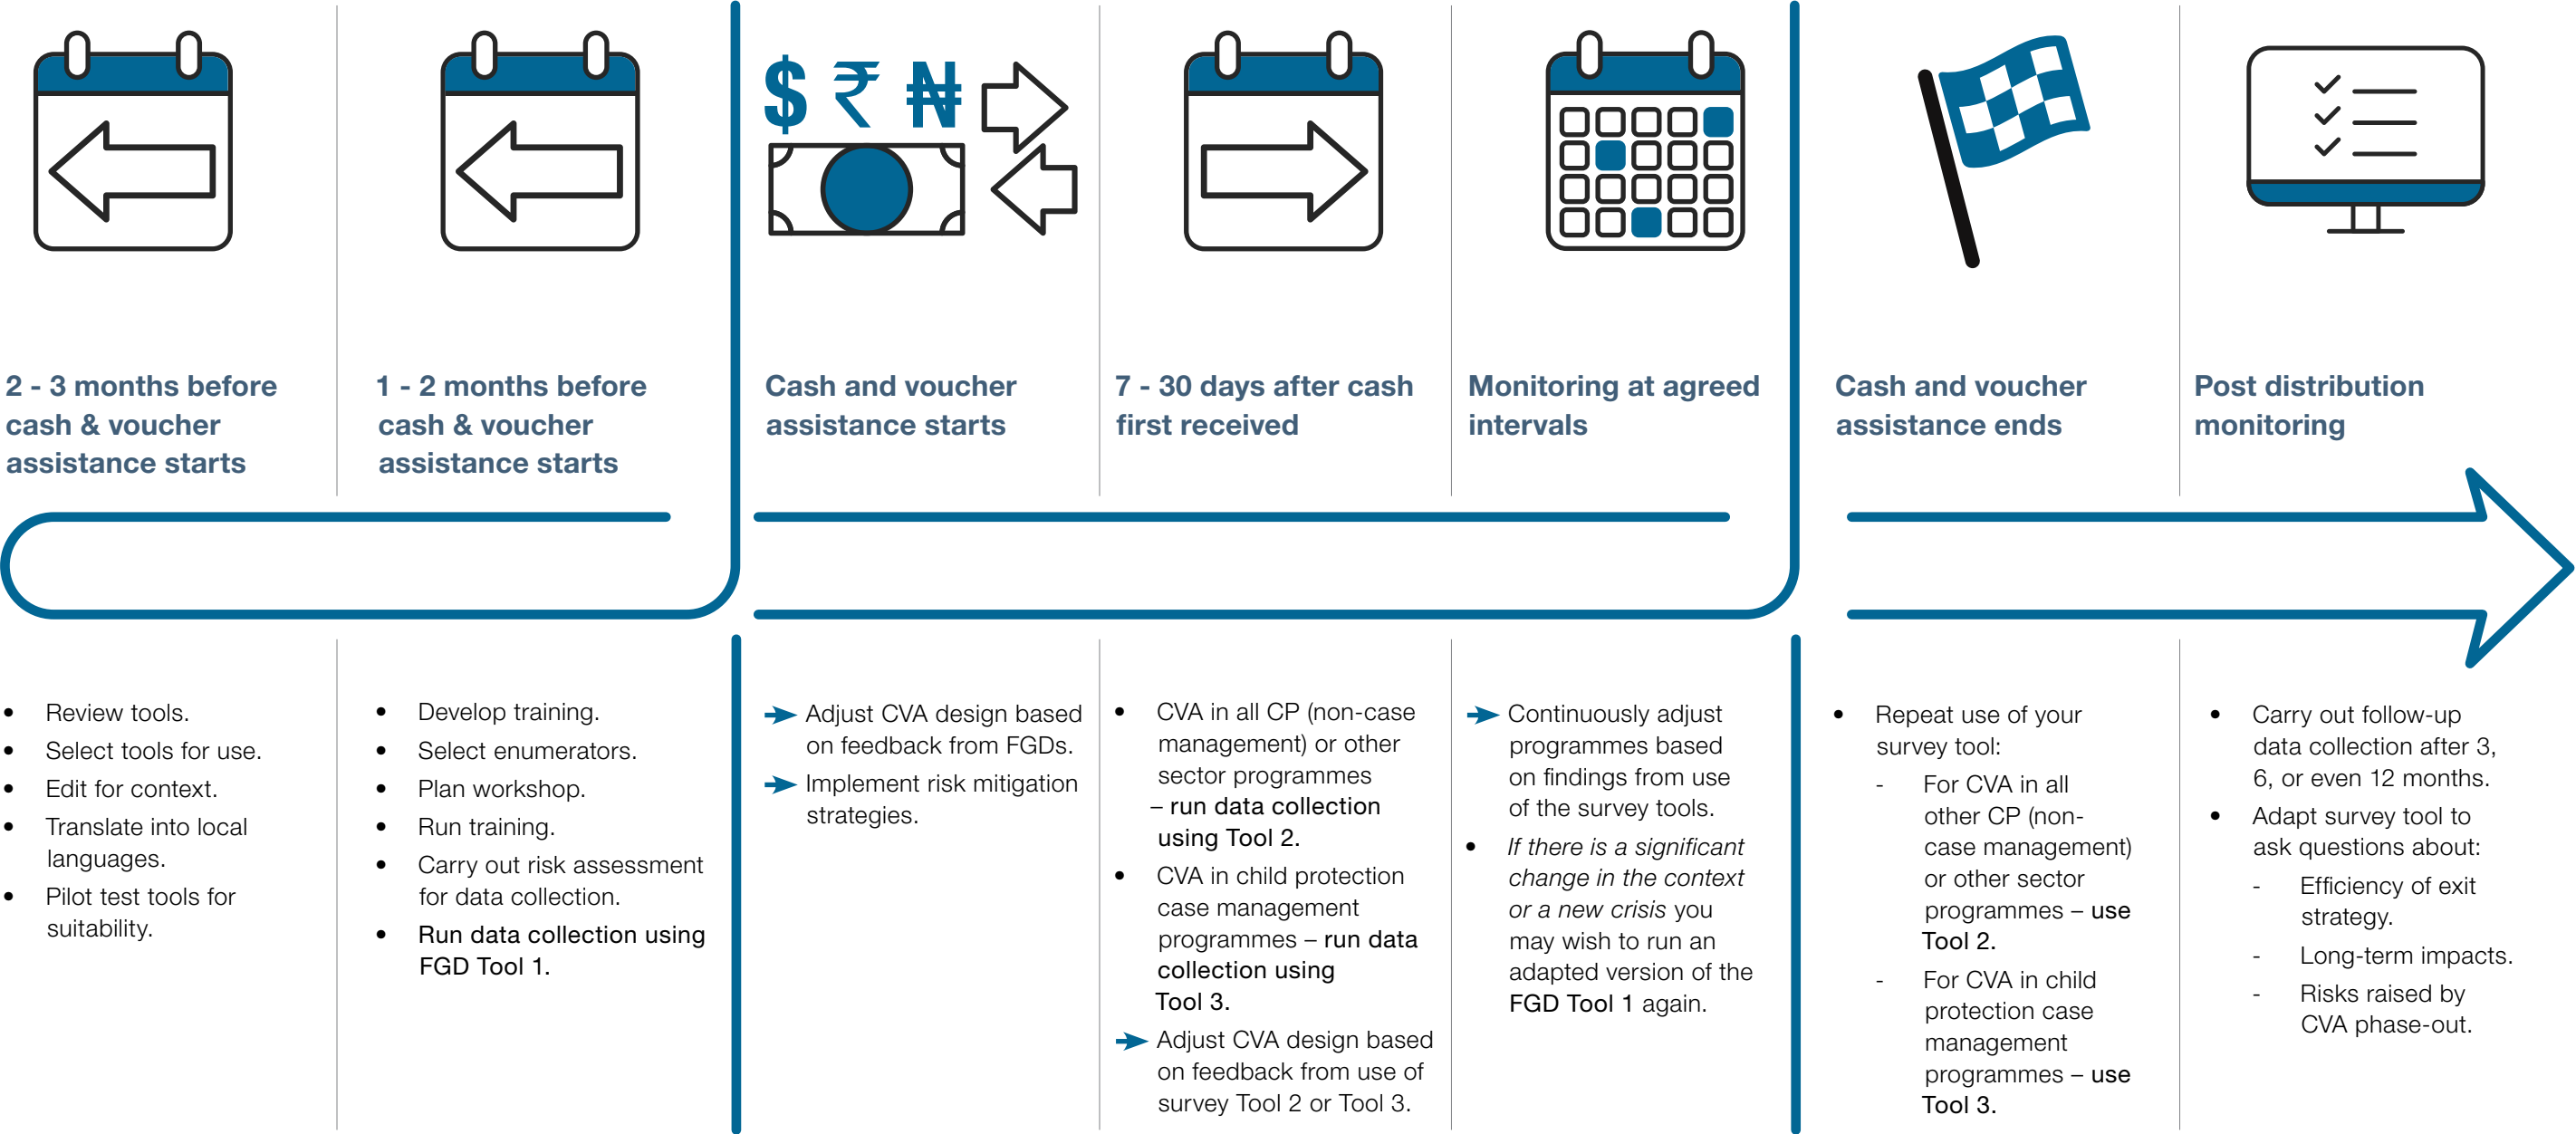 $ ₹ ₦
2 - 3 months before
cash & voucher
assistance starts
1 - 2 months before
cash & voucher
assistance starts
Cash and voucher
assistance starts
7 - 30 days after cash
first received
Monitoring at agreed
intervals
Cash and voucher
assistance ends
Post distribution
monitoring
• Review tools.
• Select tools for use.
• Edit for context.
• Translate into local
languages.
• Pilot test tools for
suitability.
• Develop training.
• Select enumerators.
• Plan workshop.
• Run training.
• Carry out risk assessment
for data collection.
• Run data collection using
FGD Tool 1.
Adjust CVA design based
on feedback from FGDs.
Implement risk mitigation
strategies.
• CVA in all CP (non-case
management) or other
sector programmes
– run data collection
using Tool 2.
• CVA in child protection
case management
programmes – run data
collection using
Tool 3.
Adjust CVA design based
on feedback from use of
survey Tool 2 or Tool 3.
Continuously adjust
programmes based
on findings from use
of the survey tools.
• If there is a significant
change in the context
or a new crisis you
may wish to run an
adapted version of the
FGD Tool 1 again.
• Repeat use of your
survey tool:
- For CVA in all
other CP (non-
case management)
or other sector
programmes – use
Tool 2.
- For CVA in child
protection case
management
programmes – use
Tool 3.
• Carry out follow-up
data collection after 3,
6, or even 12 months.
• Adapt survey tool to
ask questions about:
- Efficiency of exit
strategy.
- Long-term impacts.
- Risks raised by
CVA phase-out.